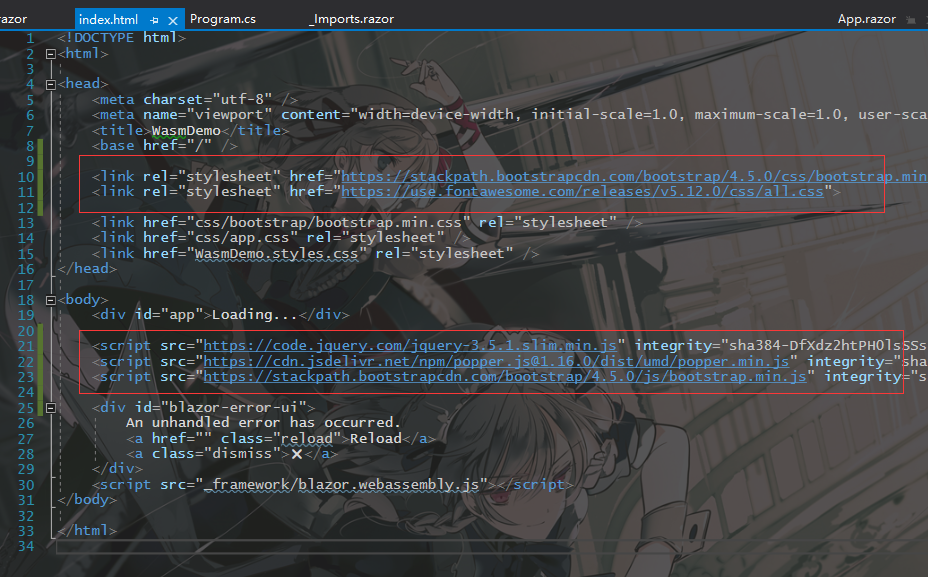 azor index.html Program.cs _Imports.razor App.razor
1 <!DOCTYPE html>
2 <html>
3
4 <head>
5 <meta charset="utf-8" />
6 <meta name="viewport" content="width=device-width, initial-scale=1.0, maximum-scale=1.0, user-sca
7 <title>WasmDemo</title>
8 <base href="/" />
9
10 <link rel="stylesheet" href="https://stackpath.bootstrapcdn.com/bootstrap/4.5.0/css/bootstrap.min
11 <link rel="stylesheet" href="https://use.fontawesome.com/releases/v5.12.0/css/all.css">
12
13 <link href="css/bootstrap/bootstrap.min.css" rel="stylesheet" />
14 <link href="css/app.css" rel="stylesheet" />
15 <link href="WasmDemo.styles.css" rel="stylesheet" />
16 </head>
17
18 <body>
19 <div id="app">Loading...</div>
20
21 <script src="https://code.jquery.com/jquery-3.5.1.slim.min.js" integrity="sha384-DfXdz2htPH0lsSSs
22 <script src="https://cdn.jsdelivr.net/npm/popper.js@1.16.0/dist/umd/popper.min.js" integrity="sha
23 <script src="https://stackpath.bootstrapcdn.com/bootstrap/4.5.0/js/bootstrap.min.js" integrity="s
24
25 <div id="blazor-error-ui">
26 An unhandled error has occurred.
27 <a href="" class="reload">Reload</a>
28 <a class="dismiss">🗙</a>
29 </div>
30 <script src="_framework/blazor.webassembly.js"></script>
31 </body>
32
33 </html>
34